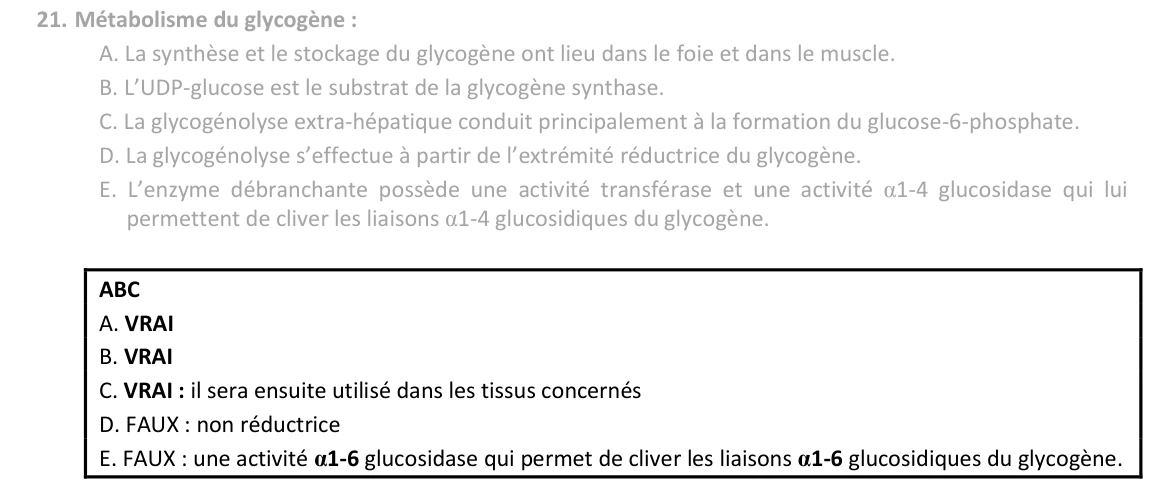 21. Métabolisme du glycogène :
A. La synthèse et le stockage du glycogène ont lieu dans le foie et dans le muscle.
B. L'UDP-glucose est le substrat de la glycogène synthase.
C. La glycogénolyse extra-hépatique conduit principalement à la formation du glucose-6-phosphate.
D. La glycogénolyse s'effectue à partir de l'extrémité réductrice du glycogène.
E. L'enzyme débranchante possède une activité transférase et une activité α1-4 glucosidase qui lui
permettent de cliver les liaisons α1-4 glucosidiques du glycogène.
ABC
A. VRAI
B. VRAI
C. VRAI : il sera ensuite utilisé dans les tissus concernés
D. FAUX : non réductrice
E. FAUX : une activité α1-6 glucosidase qui permet de cliver les liaisons α1-6 glucosidiques du glycogène.